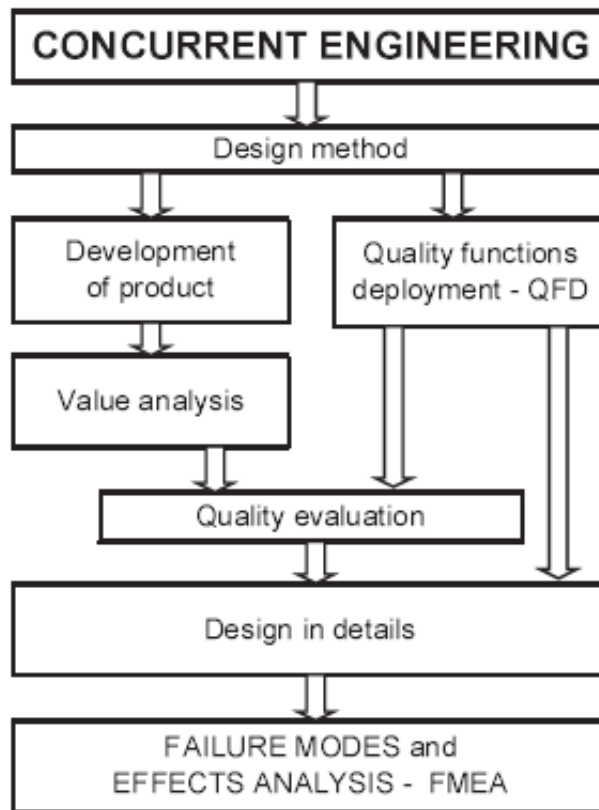 CONCURRENT ENGINEERING
Design method
Development
of product
Quality functions
deployment - QFD
Value analysis
Quality evaluation
Design in details
FAILURE MODES and
EFFECTS ANALYSIS - FMEA